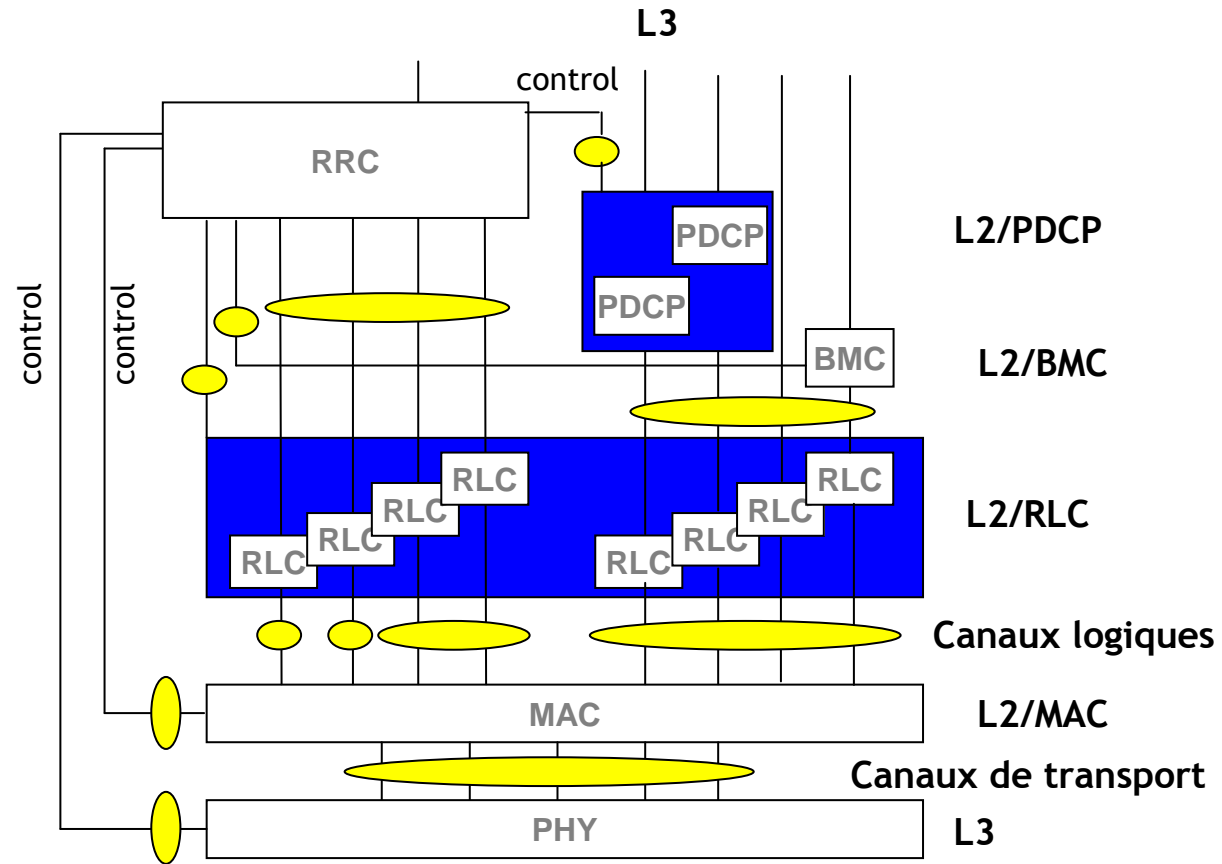 L3
control
RRC
PDCP
L2/PDCP
PDCP
control
control
BMC
L2/BMC
RLC
RLC
RLC
RLC
RLC
RLC
RLC
RLC
L2/RLC
Canaux logiques
MAC
L2/MAC
Canaux de transport
PHY
L3